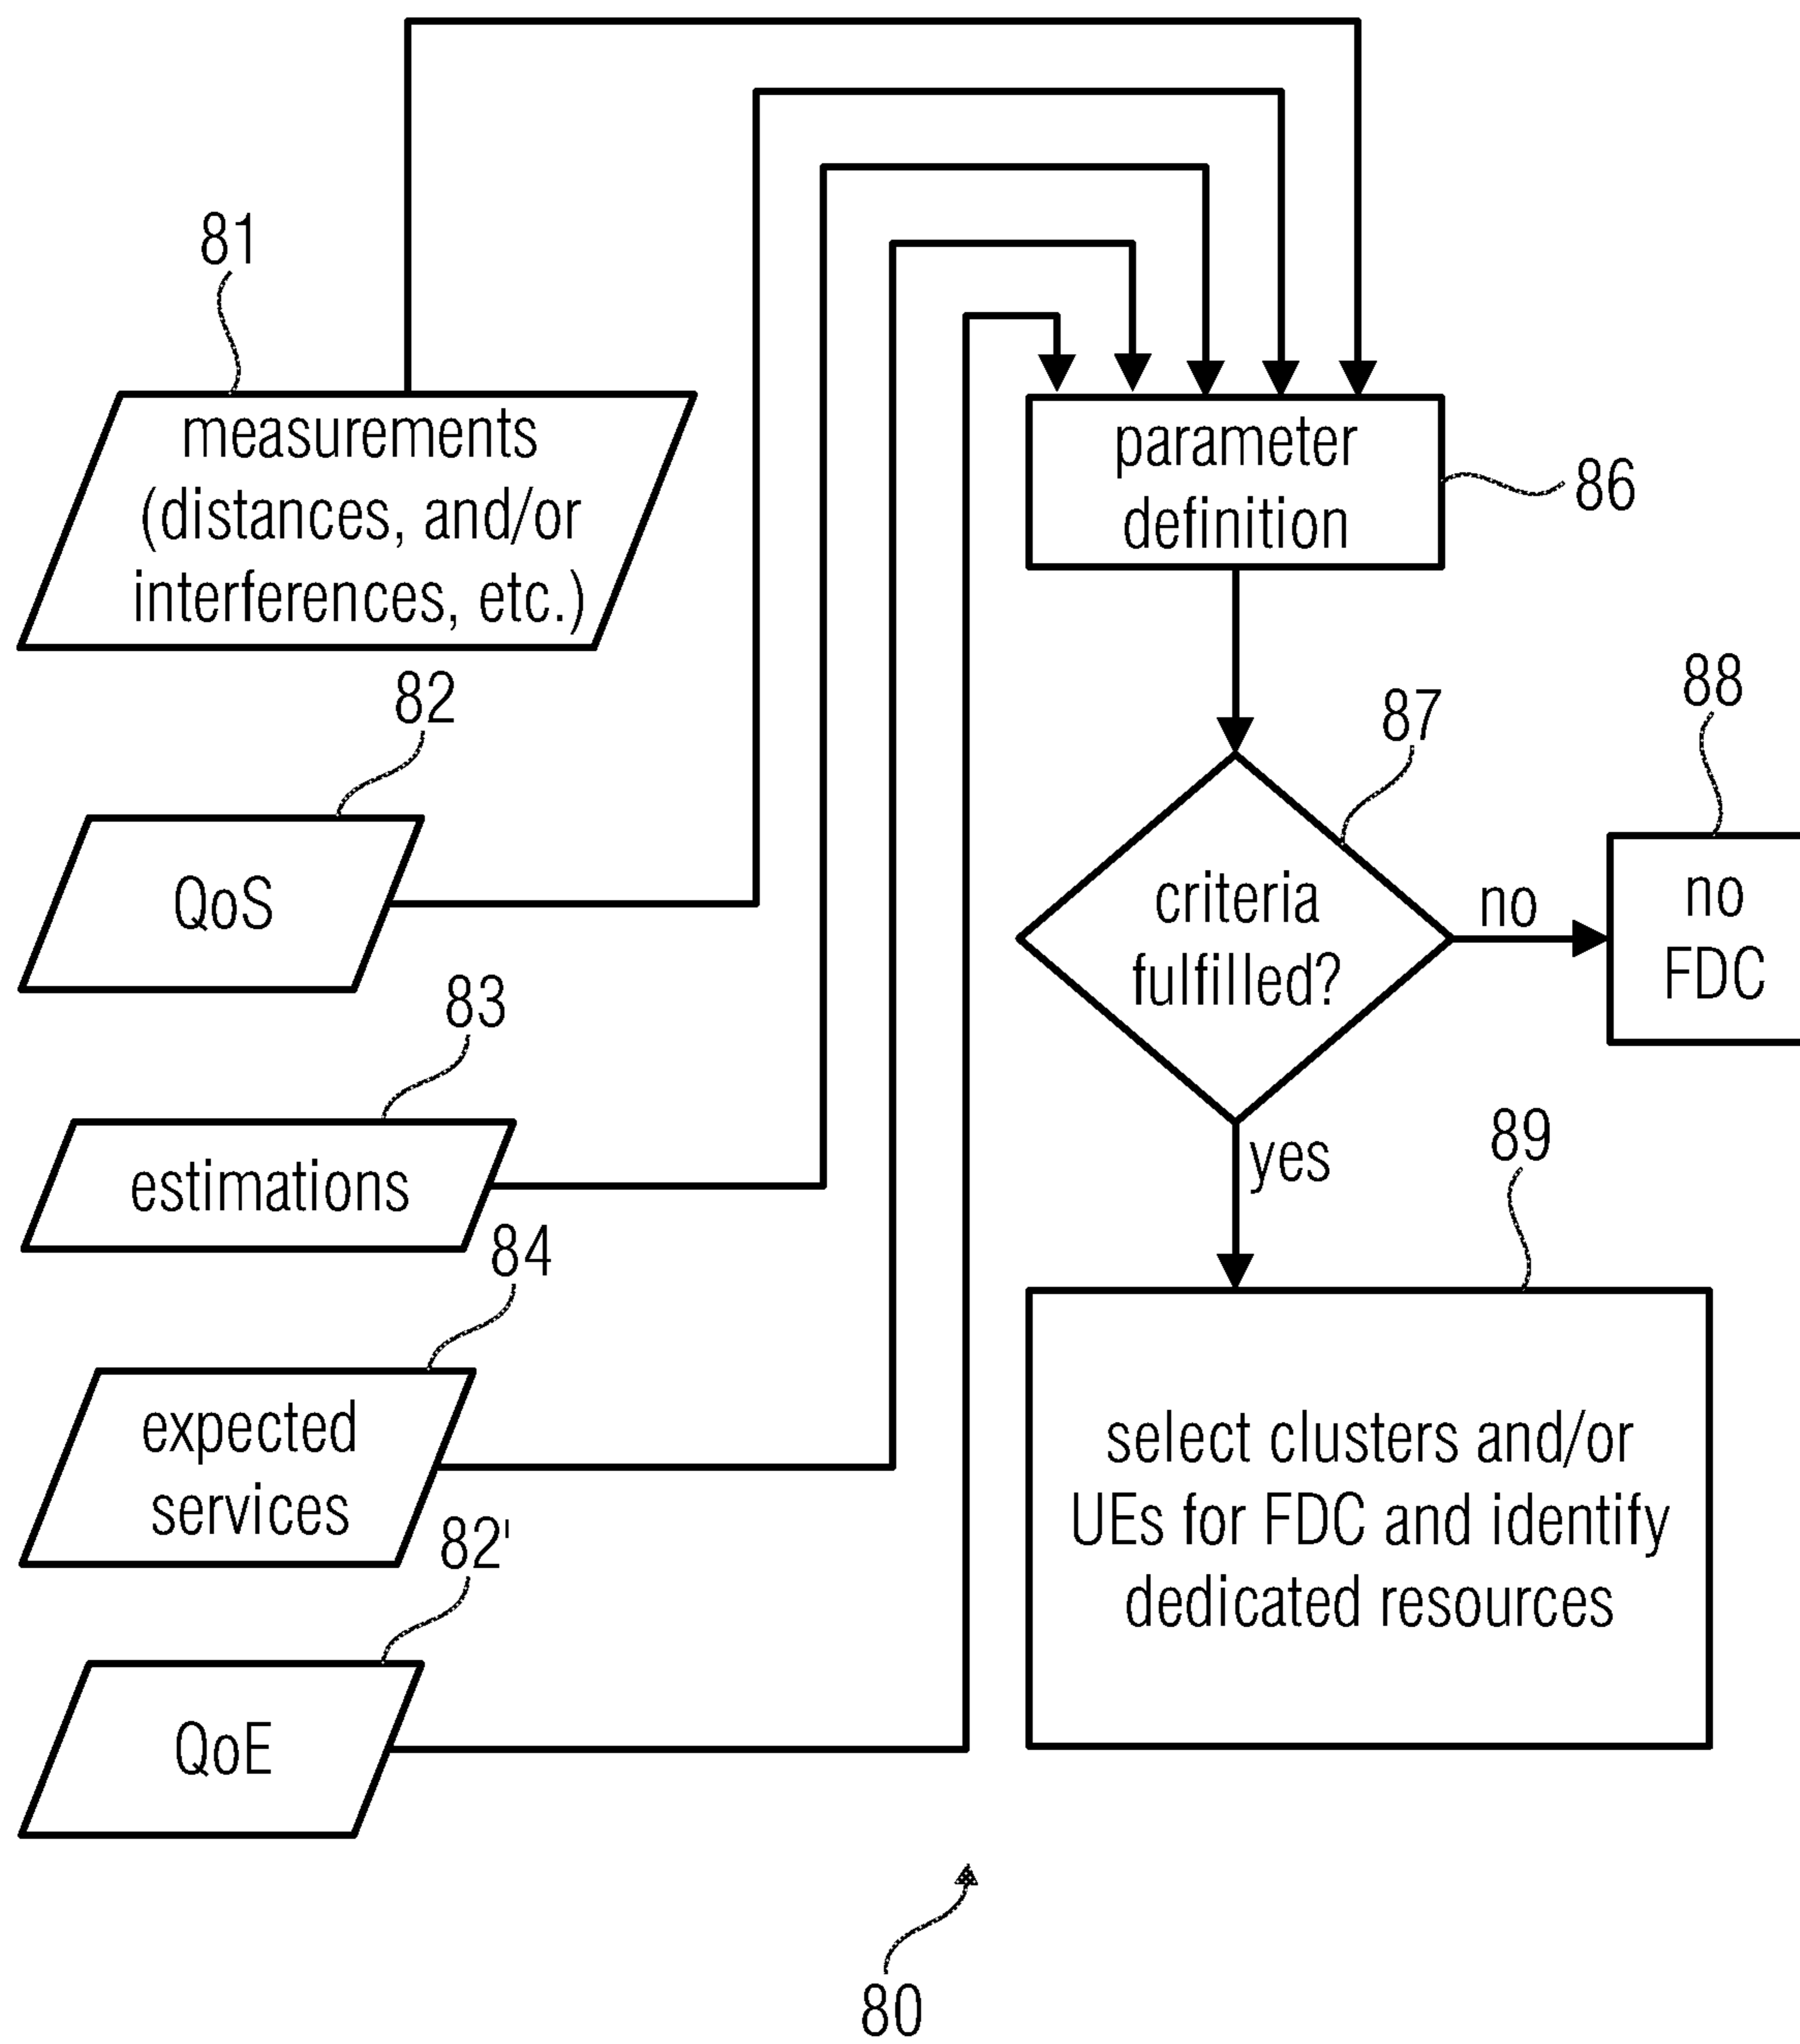 81
measurements
(distances, and/or
interferences, etc.)
82
QoS
83
estimations
84
expected
services
82'
QoE
parameter
definition
86
87
criteria
fulfilled?
no
88
no
FDC
yes
89
select clusters and/or
UEs for FDC and identify
dedicated resources
80